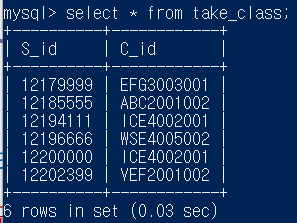 mysql> select * from take_class;
+----------+------------+
| S_id     | C_id       |
+----------+------------+
| 12179999 | EFG3003001 |
| 12185555 | ABC2001002 |
| 12194111 | ICE4002001 |
| 12196666 | WSE4005002 |
| 12200000 | ICE4002001 |
| 12202399 | VEF2001002 |
+----------+------------+
6 rows in set (0.03 sec)